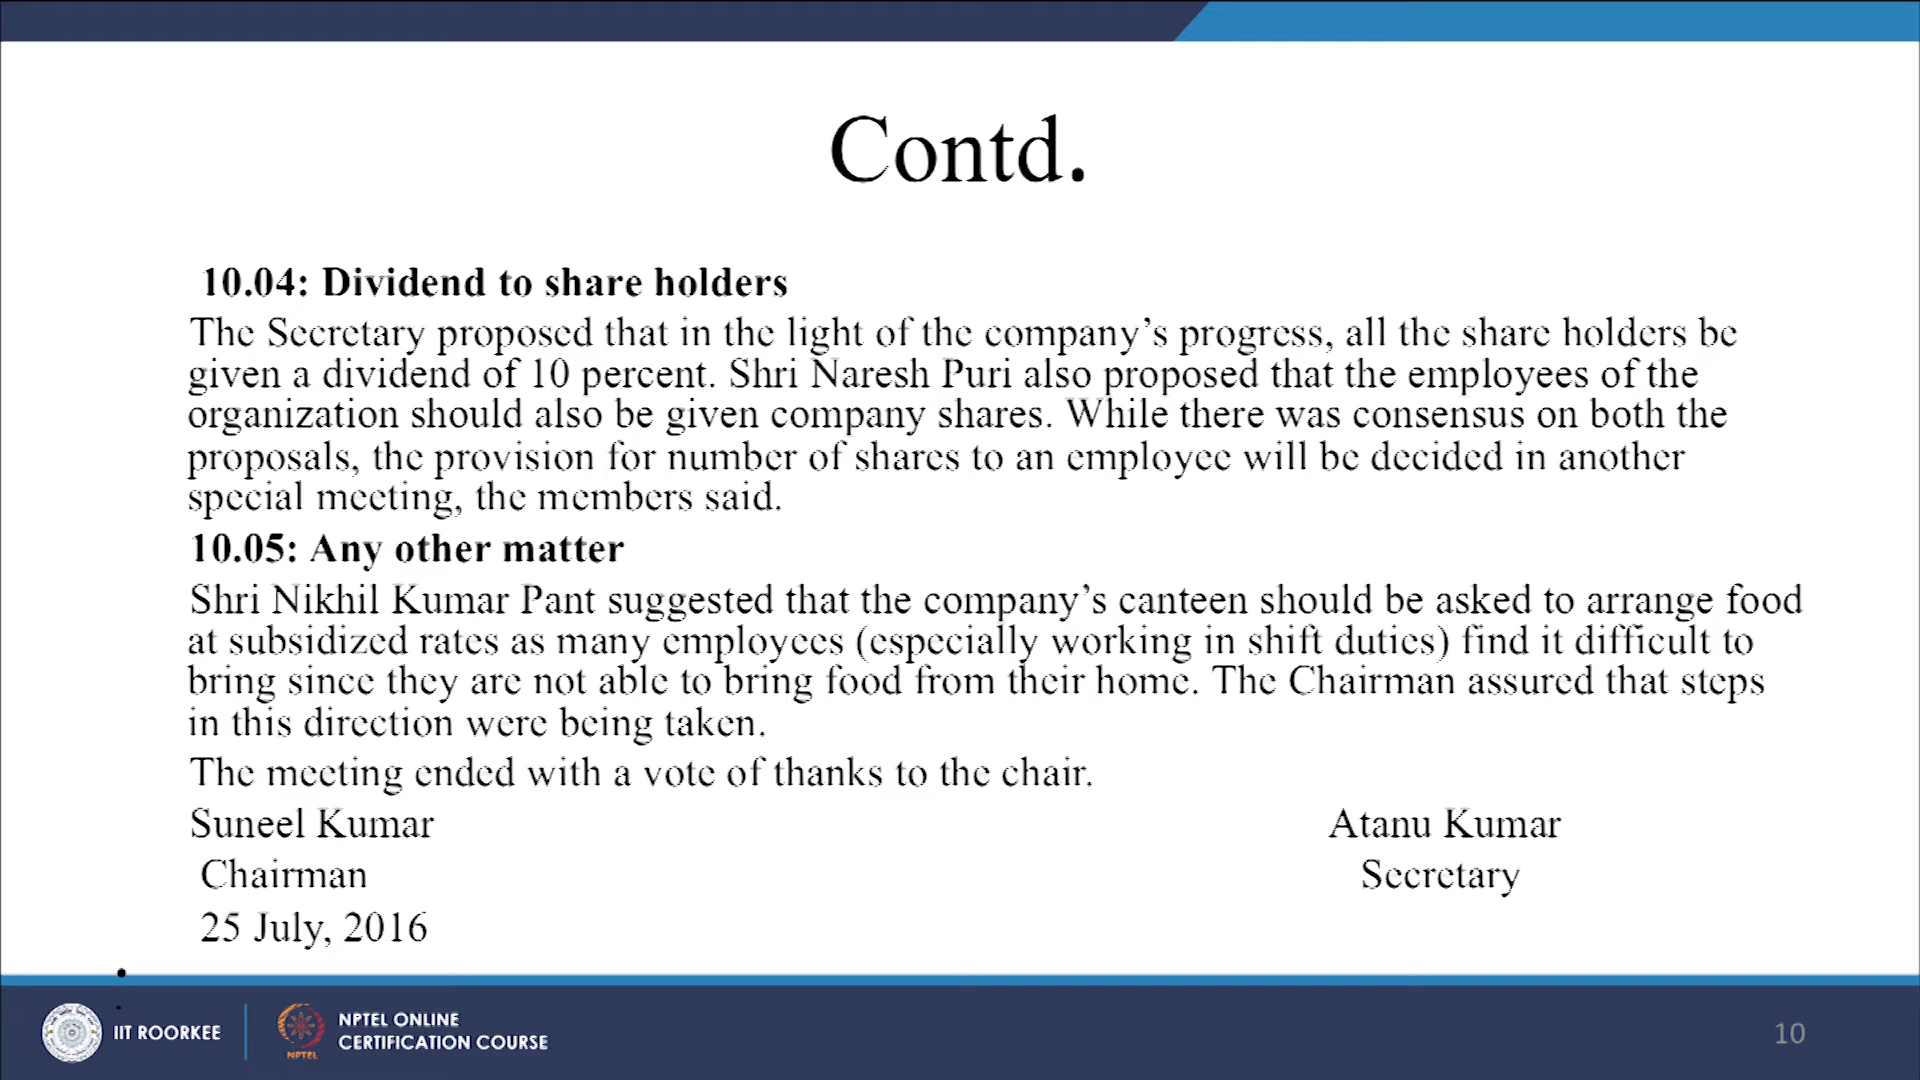 Contd.
10.04: Dividend to share holders
The Secretary proposed that in the light of the company’s progress, all the share holders be
given a dividend of 10 percent. Shri Naresh Puri also proposed that the employees of the
organization should also be given company shares. While there was consensus on both the
proposals, the provision for number of shares to an employee will be decided in another
special meeting, the members said.
10.05: Any other matter
Shri Nikhil Kumar Pant suggested that the company’s canteen should be asked to arrange food
at subsidized rates as many employees (especially working in shift duties) find it difficult to
bring since they are not able to bring food from their home. The Chairman assured that steps
in this direction were being taken.
The meeting ended with a vote of thanks to the chair.
Suneel Kumar Atanu Kumar
Chairman Secretary
25 July, 2016
IIT ROORKEE
NPTEL
NPTEL ONLINE
CERTIFICATION COURSE
10